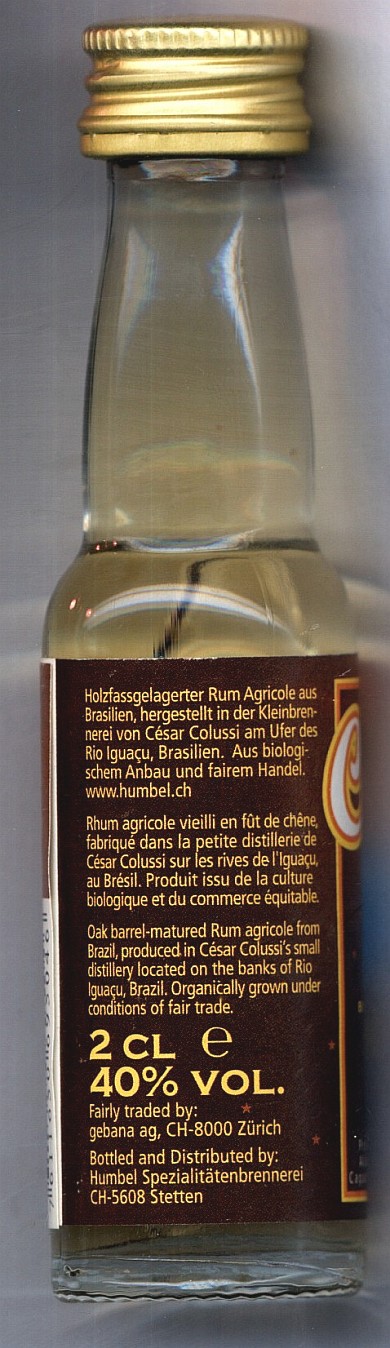 Holzfassgelagerter Rum Agricole aus
Brasilien, hergestellt in der Kleinbren-
nerei von César Colussi am Ufer des
Rio Iguaçu, Brasilien. Aus biologi-
schem Anbau und fairem Handel.
www.humbel.ch
Rhum agricole vieilli en fût de chêne,
fabriqué dans la petite distillerie de
César Colussi sur les rives de l'Iguaçu,
au Brésil. Produit issu de la culture
biologique et du commerce équitable.
Oak barrel-matured Rum agricole from
Brazil, produced in César Colussi's small
distillery located on the banks of Rio
Iguaçu, Brazil. Organically grown under
conditions of fair trade.
2 CL e
40% VOL.
Fairly traded by:
gebana ag, CH-8000 Zürich
Bottled and Distributed by:
Humbel Spezialitätenbrennerei
CH-5608 Stetten